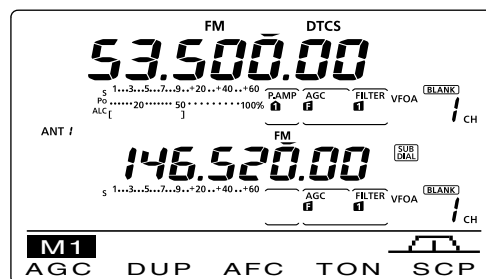 FM DTCS
53.500.00
S 1...3...5...7...9..+20..+40..+60 P.AMP AGC FILTER VFOA BLANK
Po ······20······· 50 ·········100% 1 F 1 1 CH
ALC [ ]
ANT 1
FM
146.520.00 SUB DIAL
S 1...3...5...7...9..+20..+40..+60 AGC FILTER VFOA BLANK
F 1 1 CH
M1
AGC DUP AFC TON SCP